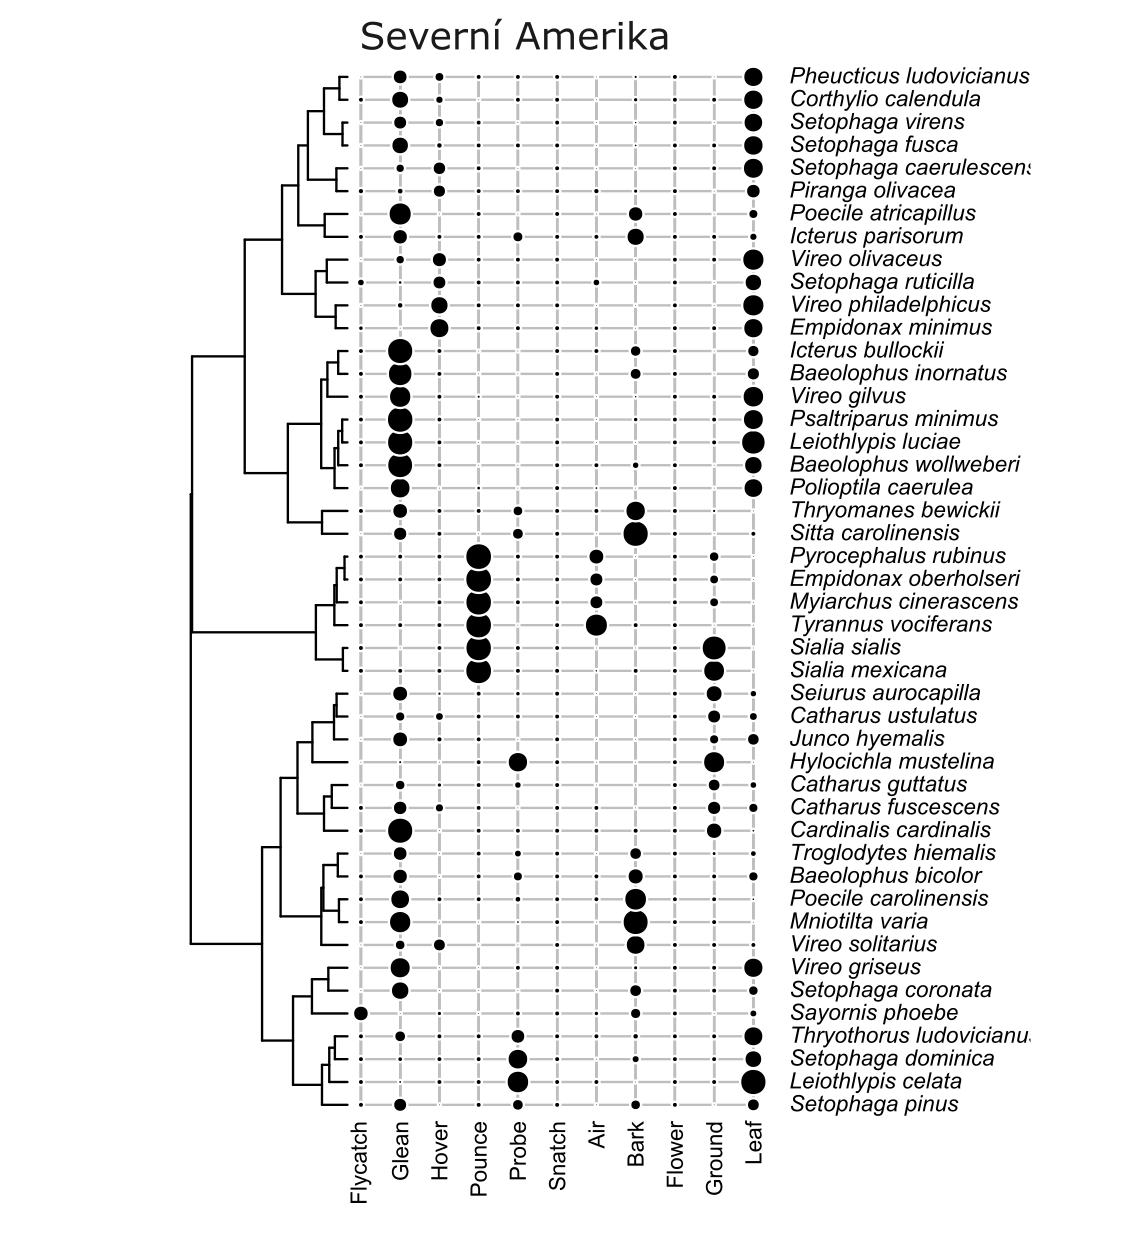 Severní Amerika
Pheucticus ludovicianus
Corthylio calendula
Setophaga virens
Setophaga fusca
Setophaga caerulescens
Piranga olivacea
Poecile atricapillus
Icterus parisorum
Vireo olivaceus
Setophaga ruticilla
Vireo philadelphicus
Empidonax minimus
Icterus bullockii
Baeolophus inornatus
Vireo gilvus
Psaltriparus minimus
Leiothlypis luciae
Baeolophus wollweberi
Polioptila caerulea
Thryomanes bewickii
Sitta carolinensis
Pyrocephalus rubinus
Empidonax oberholseri
Myiarchus cinerascens
Tyrannus vociferans
Sialia sialis
Sialia mexicana
Seiurus aurocapilla
Catharus ustulatus
Junco hyemalis
Hylocichla mustelina
Catharus guttatus
Catharus fuscescens
Cardinalis cardinalis
Troglodytes hiemalis
Baeolophus bicolor
Poecile carolinensis
Mniotilta varia
Vireo solitarius
Vireo griseus
Setophaga coronata
Sayornis phoebe
Thryothorus ludovicianu
Setophaga dominica
Leiothlypis celata
Setophaga pinus
Flycatch
Glean
Hover
Pounce
Probe
Snatch
Air
Bark
Flower
Ground
Leaf